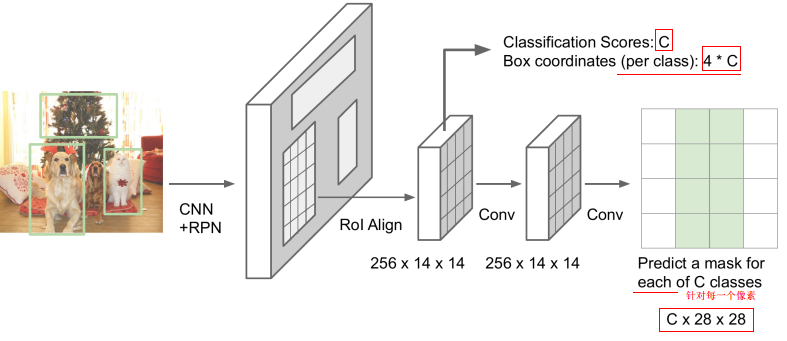 Classification Scores: C
Box coordinates (per class): 4 * C
CNN
+RPN
RoI Align
Conv
Conv
256 x 14 x 14
256 x 14 x 14
Predict a mask for
each of C classes
针对每一个像素
C x 28 x 28